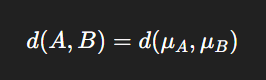 d(A, B) = d(μ_A, μ_B)